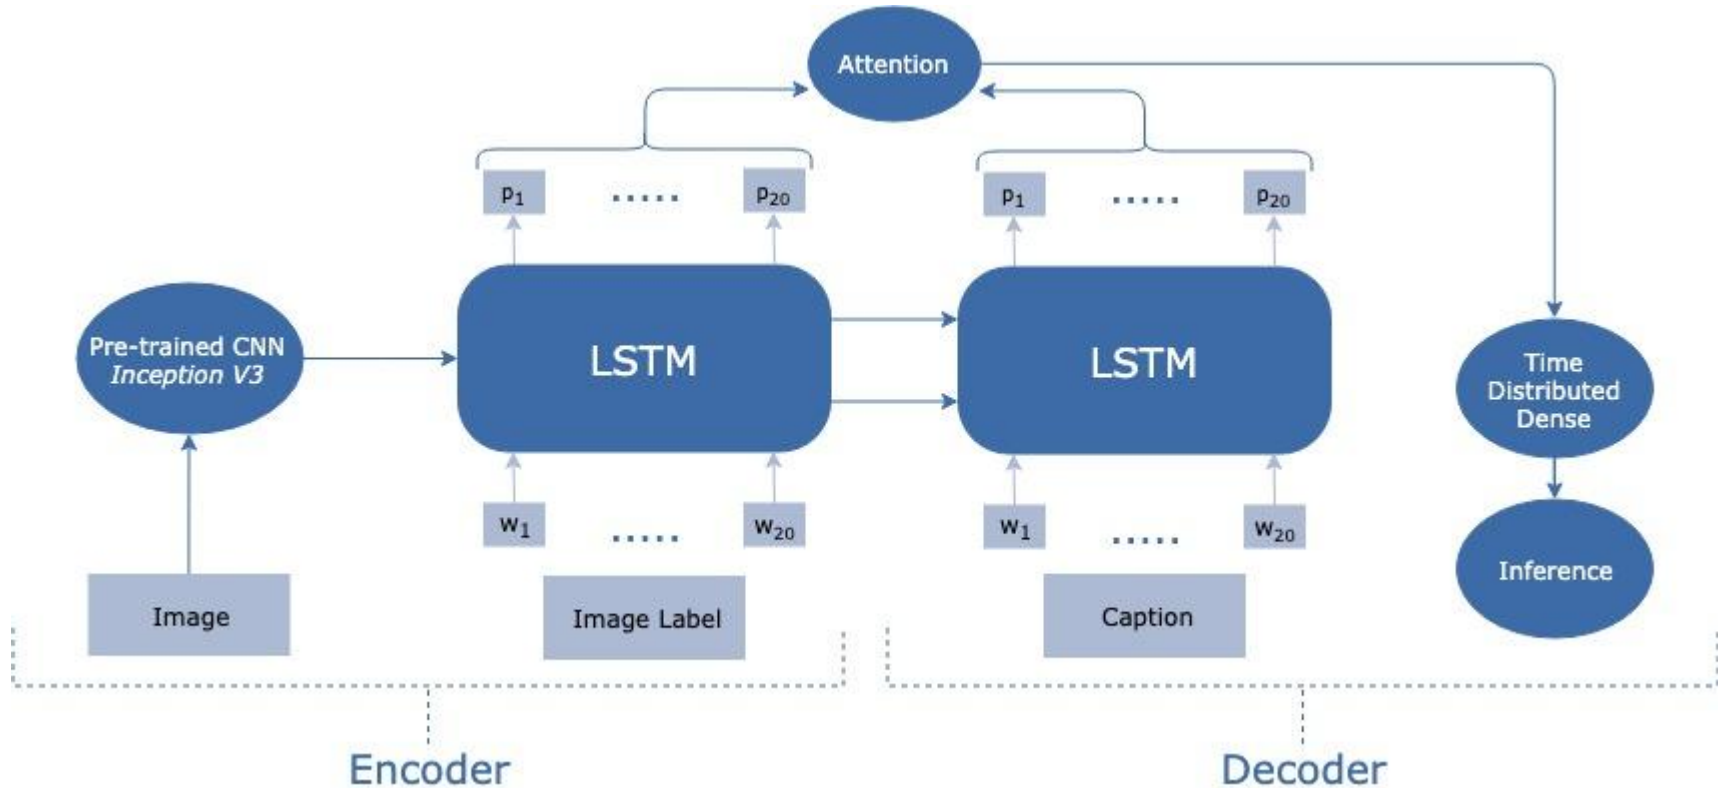 Attention
p1
.....
p20
p1
.....
p20
Pre-trained CNN
Inception V3
LSTM
LSTM
Time
Distributed
Dense
w1
.....
w20
w1
.....
w20
Inference
Image
Image Label
Caption
Encoder
Decoder